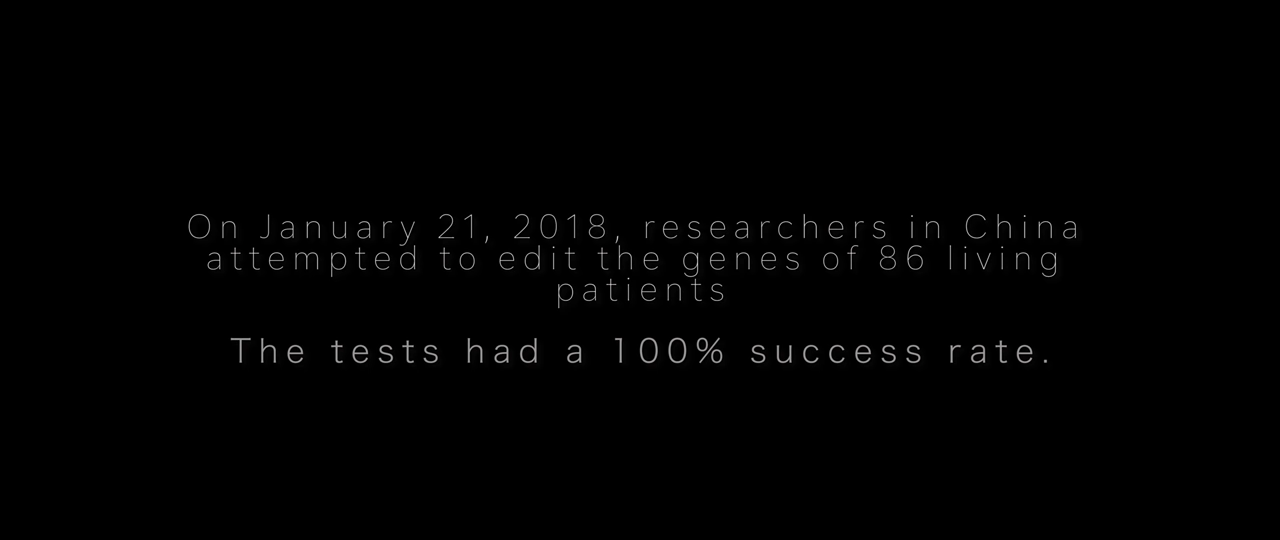 On January 21, 2018, researchers in China
attempted to edit the genes of 86 living
patients
The tests had a 100% success rate.